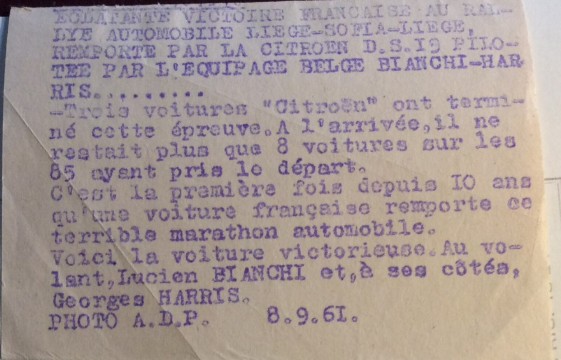 ECLATANTE VICTOIRE FRANCAISE AU RAL-
LYE AUTOMOBILE LIEGE-SOFIA-LIEGE,
REMPORTE PAR LA CITROEN D.S.19 PILO-
TEE PAR L'EQUIPAGE BELGE BIANCHI-HAR
RIS.........
-Trois voitures "Citroën" ont termi-
né cette épreuve.A l'arrivée,il ne
restait plus que 8 voitures sur les
85 ayant pris le départ.
C'est la première fois depuis IO ans
qu'une voiture française remporte ce
terrible marathon automobile.
Voici la voiture victorieuse.Au vo-
lant,Lucien BIANCHI et,à ses côtés,
Georges HARRIS.
PHOTO A.D.P. 8.9.6I.